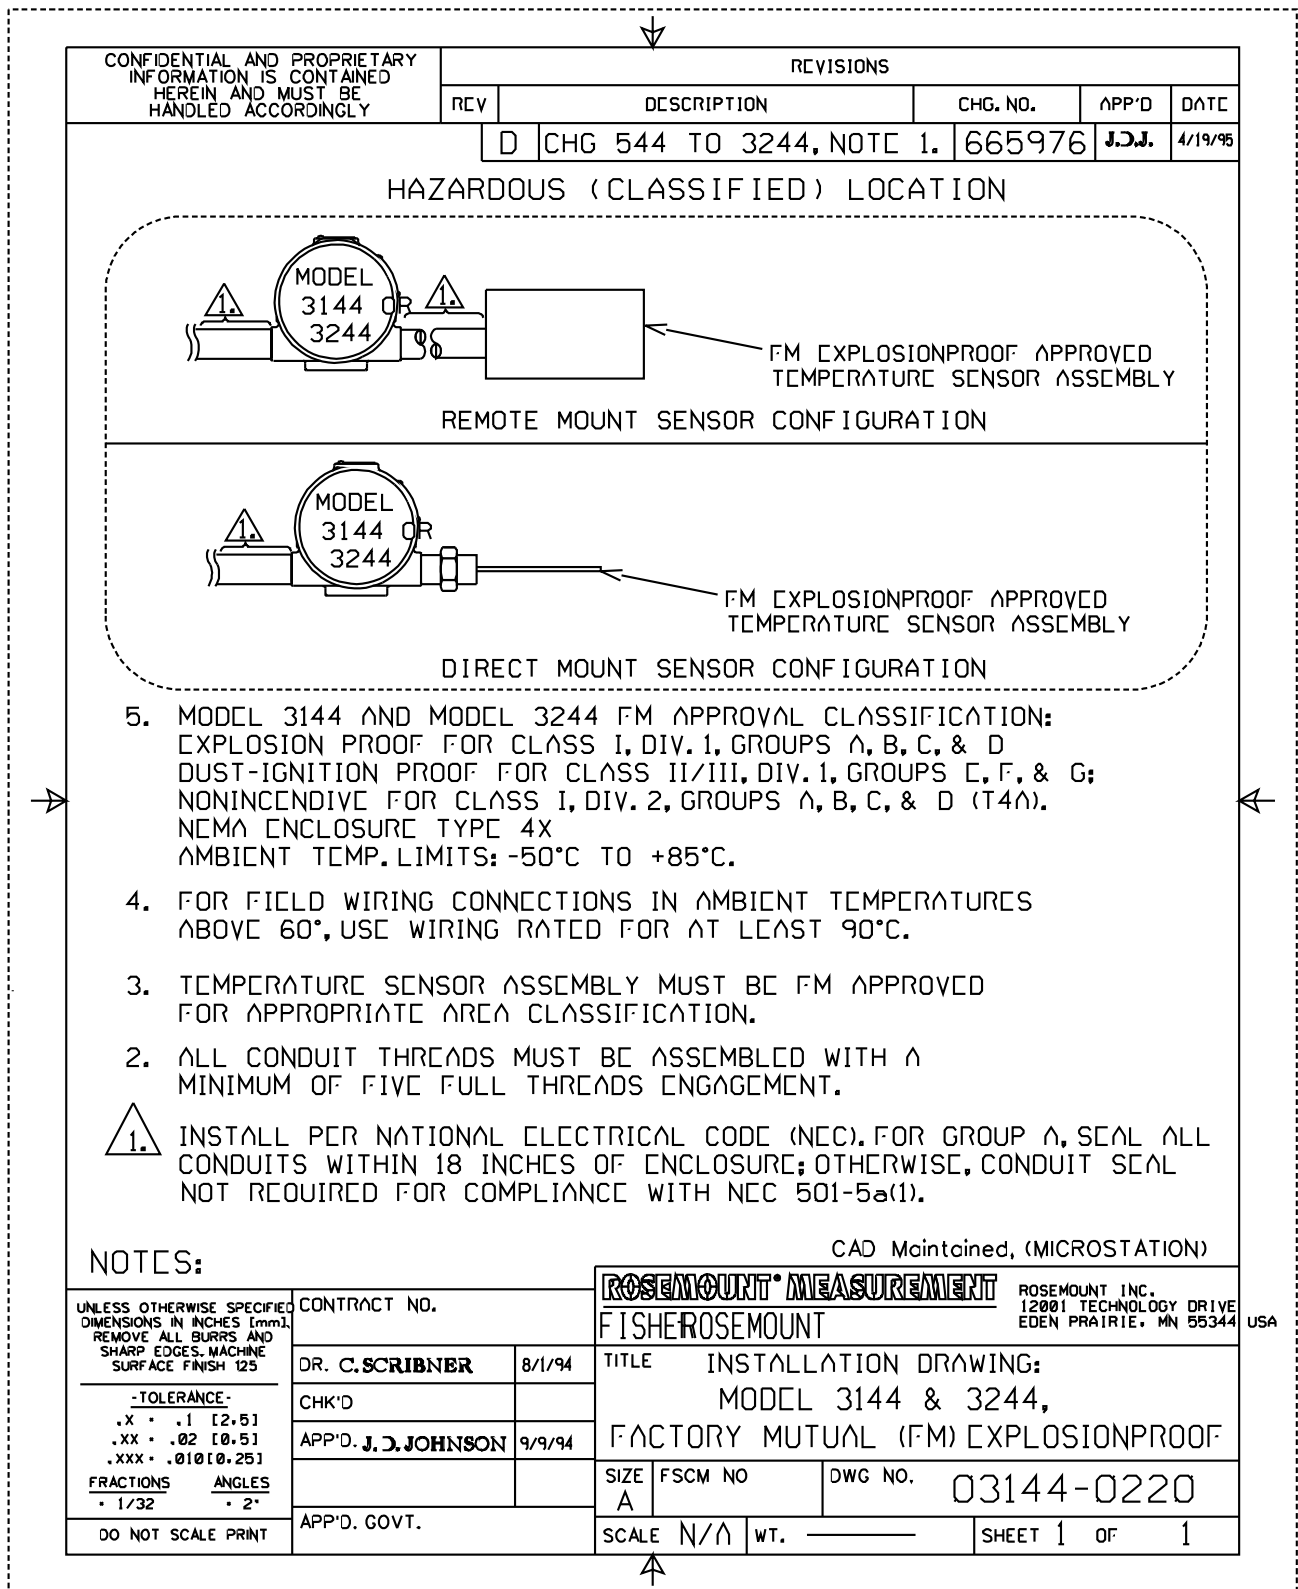 CONFIDENTIAL AND PROPRIETARY
INFORMATION IS CONTAINED
HEREIN AND MUST BE
HANDLED ACCORDINGLY
REVISIONS
REV DESCRIPTION CHG. NO. APP'D DATE
D CHG 544 TO 3244, NOTE 1. 665976 J.D.J. 4/19/95
HAZARDOUS (CLASSIFIED) LOCATION
MODEL
3144 OR
3244
1.
1.
FM EXPLOSIONPROOF APPROVED
TEMPERATURE SENSOR ASSEMBLY
REMOTE MOUNT SENSOR CONFIGURATION
MODEL
3144 OR
3244
1.
FM EXPLOSIONPROOF APPROVED
TEMPERATURE SENSOR ASSEMBLY
DIRECT MOUNT SENSOR CONFIGURATION
5. MODEL 3144 AND MODEL 3244 FM APPROVAL CLASSIFICATION:
EXPLOSION PROOF FOR CLASS I, DIV. 1, GROUPS A, B, C, & D
DUST-IGNITION PROOF FOR CLASS II/III, DIV. 1, GROUPS E, F, & G;
NONINCENDIVE FOR CLASS I, DIV. 2, GROUPS A, B, C, & D (T4A).
NEMA ENCLOSURE TYPE 4X
AMBIENT TEMP. LIMITS: -50°C TO +85°C.
4. FOR FIELD WIRING CONNECTIONS IN AMBIENT TEMPERATURES
ABOVE 60°, USE WIRING RATED FOR AT LEAST 90°C.
3. TEMPERATURE SENSOR ASSEMBLY MUST BE FM APPROVED
FOR APPROPRIATE AREA CLASSIFICATION.
2. ALL CONDUIT THREADS MUST BE ASSEMBLED WITH A
MINIMUM OF FIVE FULL THREADS ENGAGEMENT.
1. INSTALL PER NATIONAL ELECTRICAL CODE (NEC). FOR GROUP A, SEAL ALL
CONDUITS WITHIN 18 INCHES OF ENCLOSURE; OTHERWISE, CONDUIT SEAL
NOT REQUIRED FOR COMPLIANCE WITH NEC 501-5a(1).
NOTES:
CAD Maintained, (MICROSTATION)
UNLESS OTHERWISE SPECIFIED
DIMENSIONS IN INCHES [mm].
REMOVE ALL BURRS AND
SHARP EDGES. MACHINE
SURFACE FINISH 125
-TOLERANCE-
.X • .1 [2.5]
.XX • .02 [0.5]
.XXX • .010 [0.25]
FRACTIONS ANGLES
• 1/32 • 2°
DO NOT SCALE PRINT
CONTRACT NO.
DR. C. SCRIBNER 8/1/94
CHK'D
APP'D. J. D. JOHNSON 9/9/94
APP'D. GOVT.
ROSEMOUNT® MEASUREMENT
FISHER-ROSEMOUNT
ROSEMOUNT INC.
12001 TECHNOLOGY DRIVE
EDEN PRAIRIE, MN 55344 USA
TITLE INSTALLATION DRAWING:
MODEL 3144 & 3244,
FACTORY MUTUAL (FM) EXPLOSIONPROOF
SIZE A FSCM NO DWG NO. 03144-0220
SCALE N/A WT. SHEET 1 OF 1